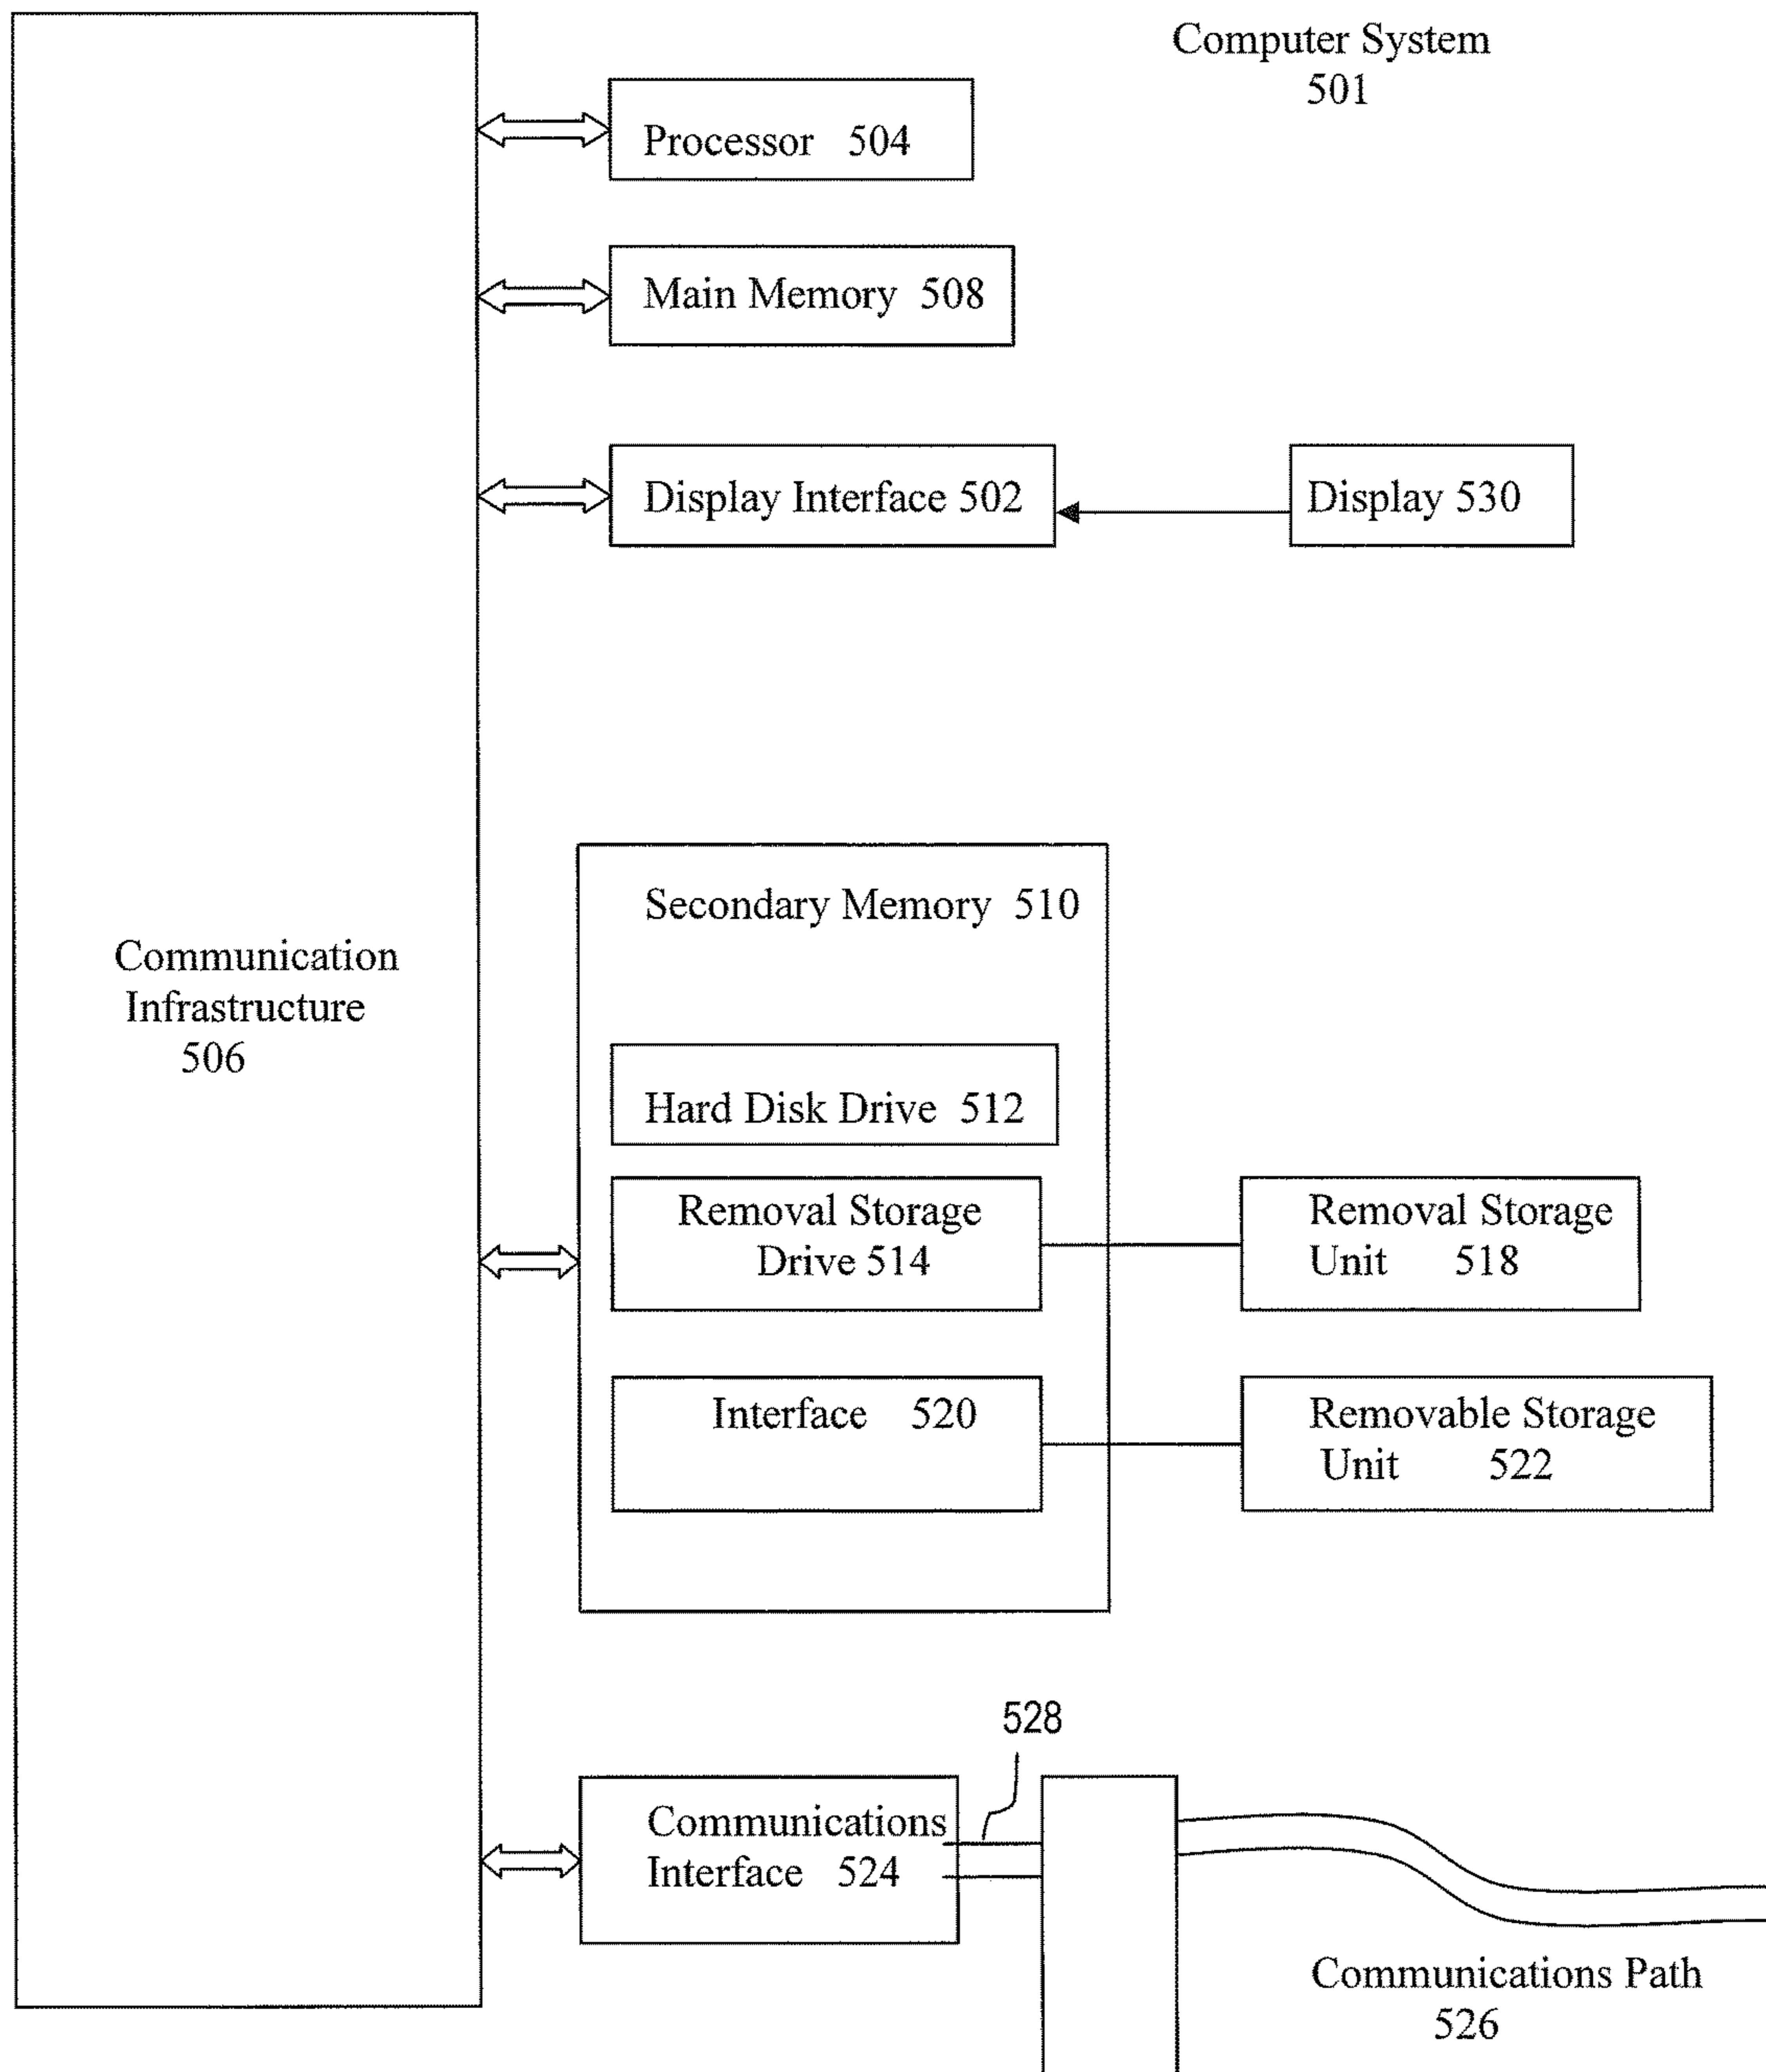 Computer System
501
Processor 504
Main Memory 508
Display Interface 502
Display 530
Secondary Memory 510
Communication
Infrastructure
506
Hard Disk Drive 512
Removal Storage
Drive 514
Removal Storage
Unit 518
Interface 520
Removable Storage
Unit 522
528
Communications
Interface 524
Communications Path
526